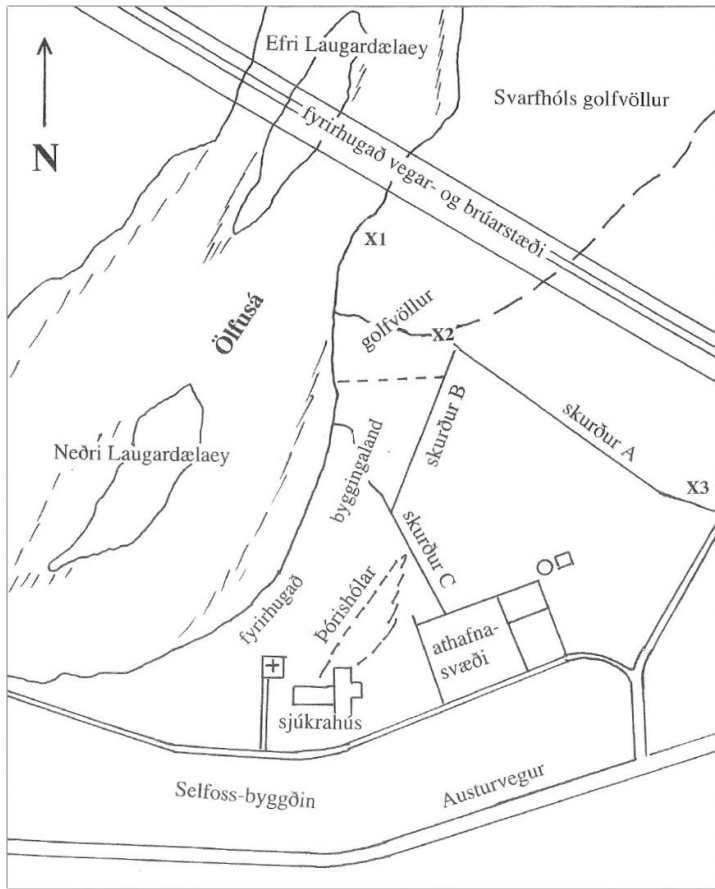 Efri Laugardælaey
Svarfhóls golfvöllur
N
fyrirhugað vegar- og brúarstæði
X1
Ölfusá
golfvöllur
X2
skurður B
skurður A
Neðri Laugardælaey
byggingaland
X3
skurður C
fyrirhugað
Þórishólar
athafna-
svæði
sjúkrahús
Selfoss-byggðin
Austurvegur